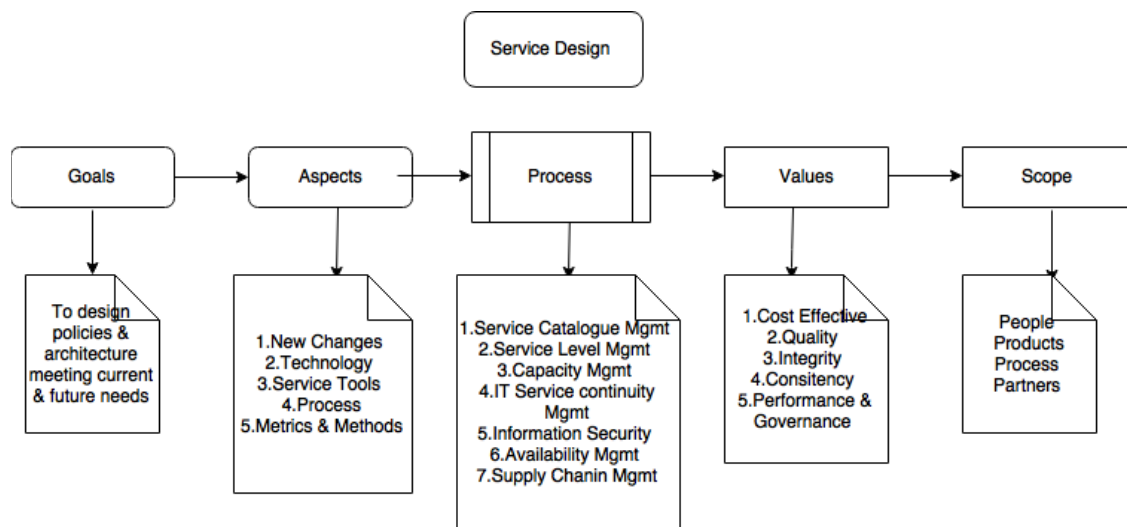 Service Design
Goals
Aspects
Process
Values
Scope
To design
policies &
architecture
meeting current
& future needs
1.New Changes
2.Technology
3.Service Tools
4.Process
5.Metrics & Methods
1.Service Catalogue Mgmt
2.Service Level Mgmt
3.Capacity Mgmt
4.IT Service continuity
Mgmt
5.Information Security
6.Availability Mgmt
7.Supply Chanin Mgmt
1.Cost Effective
2.Quality
3.Integrity
4.Consitency
5.Performance &
Governance
People
Products
Process
Partners